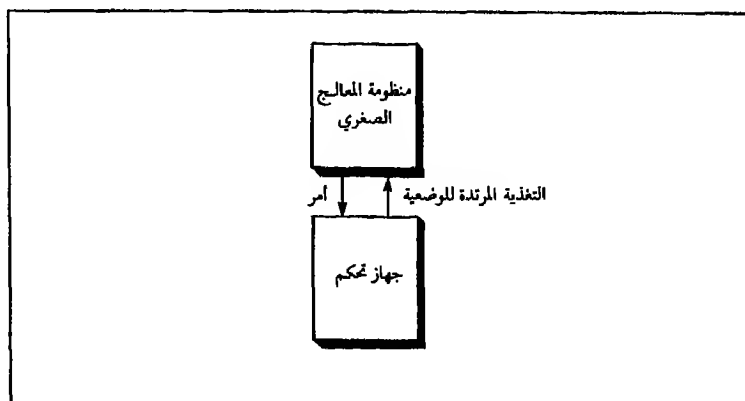 منظومة المعالج
الصغري
أمر
التغذية المرتدة للوضعية
جهاز تحكم